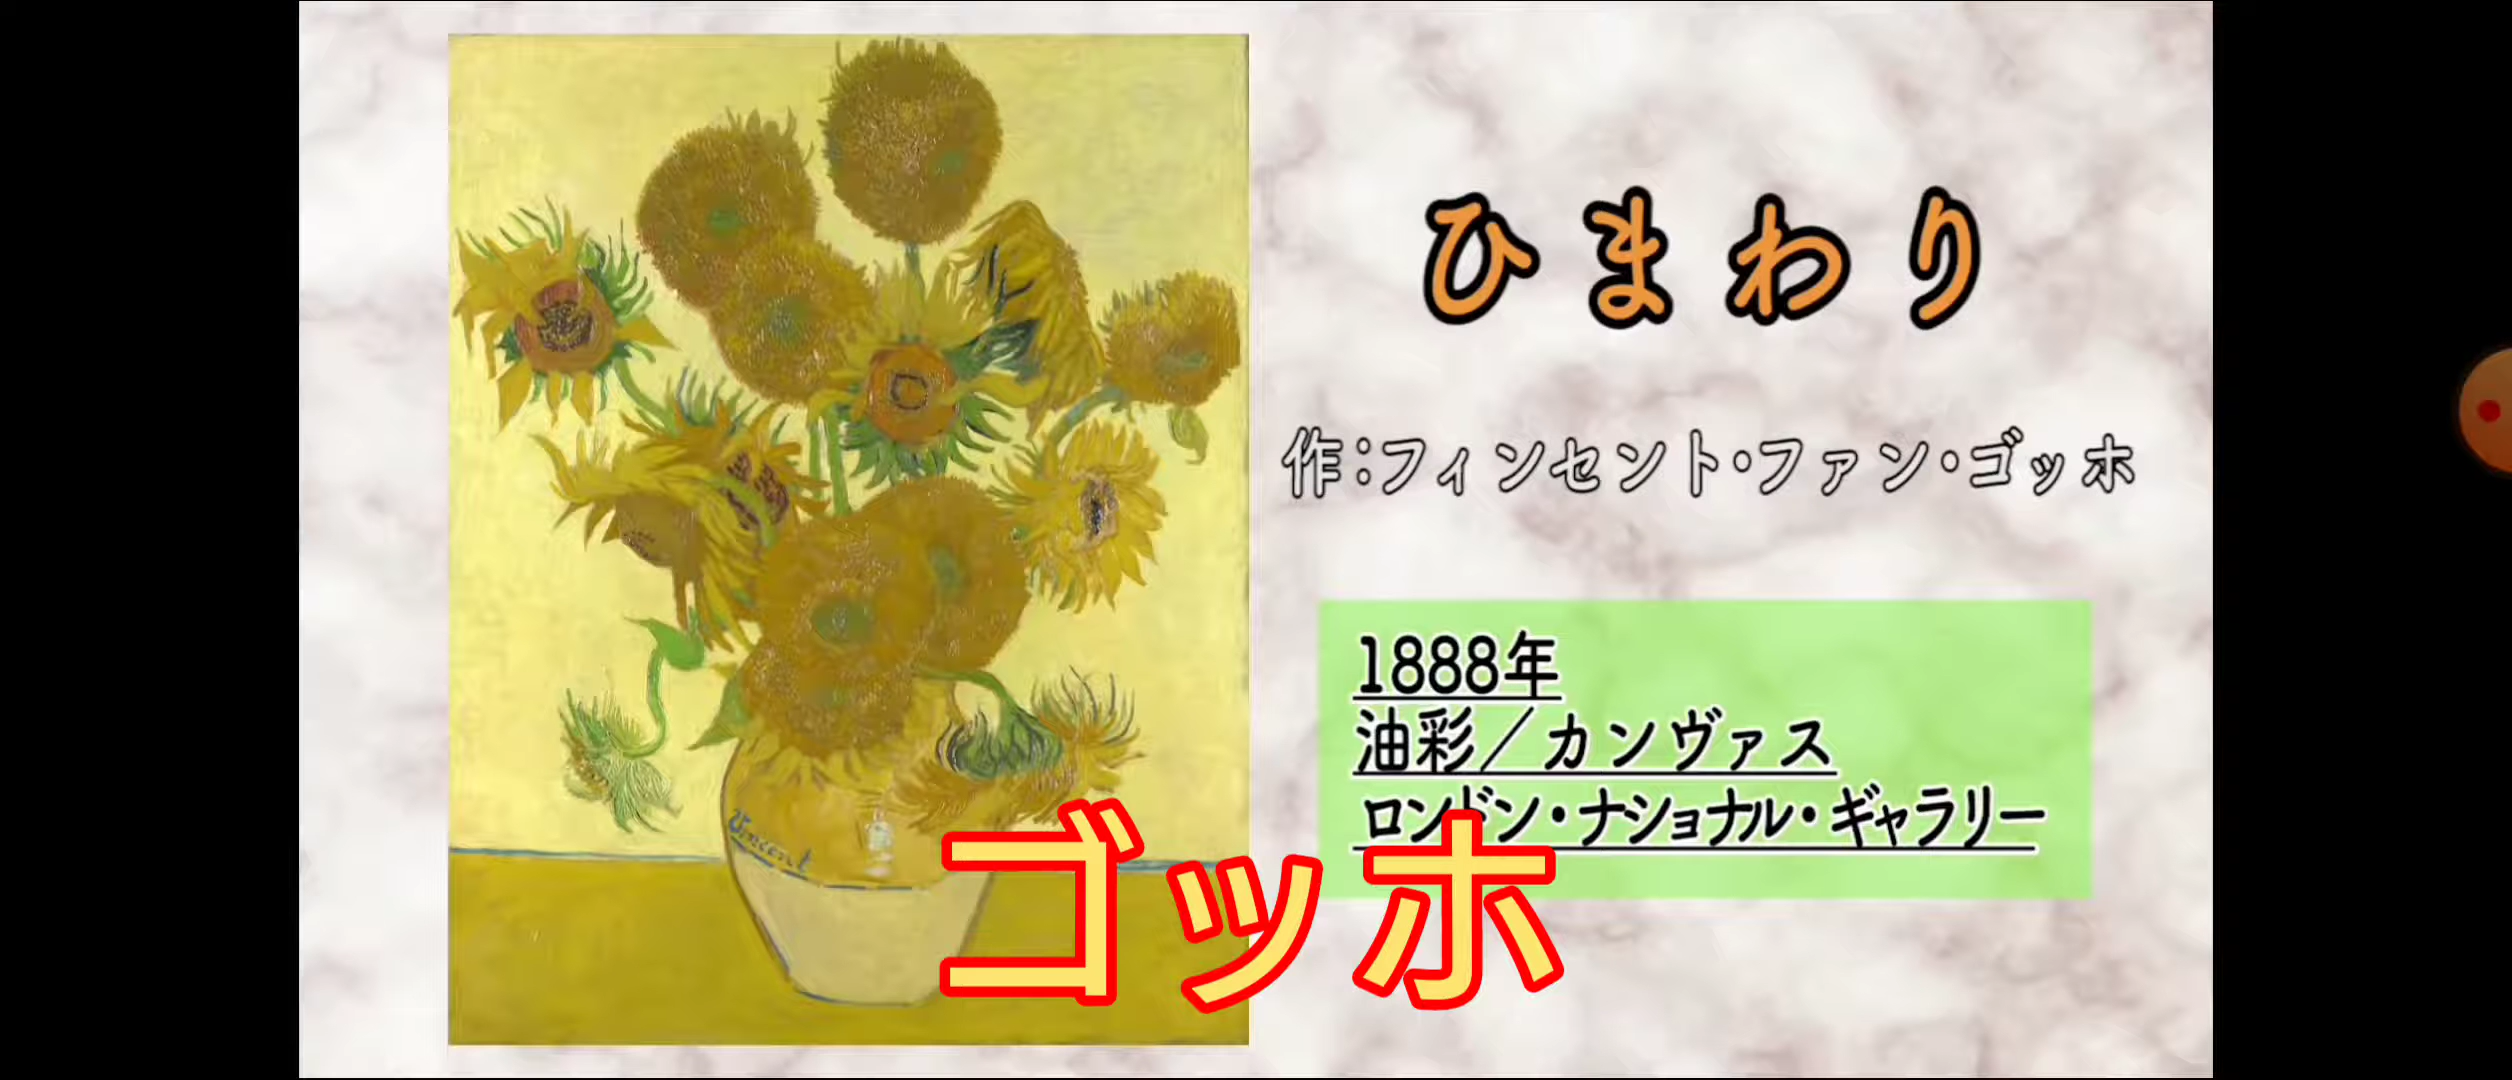 ひまわり
作:フィンセント・ファン・ゴッホ
1888年
油彩/カンヴァス
ロンドン・ナショナル・ギャラリー
Vincent
ゴッホ